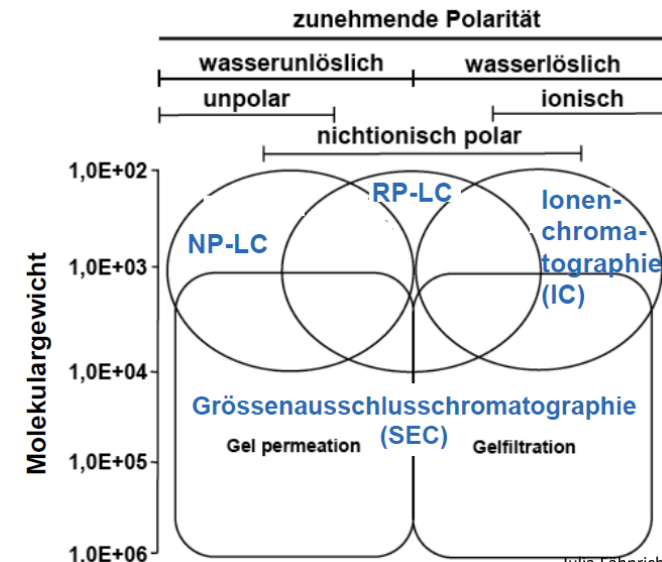 zunehmende Polarität
wasserunlöslich
wasserlöslich
unpolar
ionisch
nichtionisch polar
1,0E+02
RP-LC
Ionen-
chroma-
tographie
(IC)
NP-LC
1,0E+03
Molekulargewicht
1,0E+04
Grössenausschlusschromatographie
(SEC)
Gel permeation
Gelfiltration
1,0E+05
1,0E+06